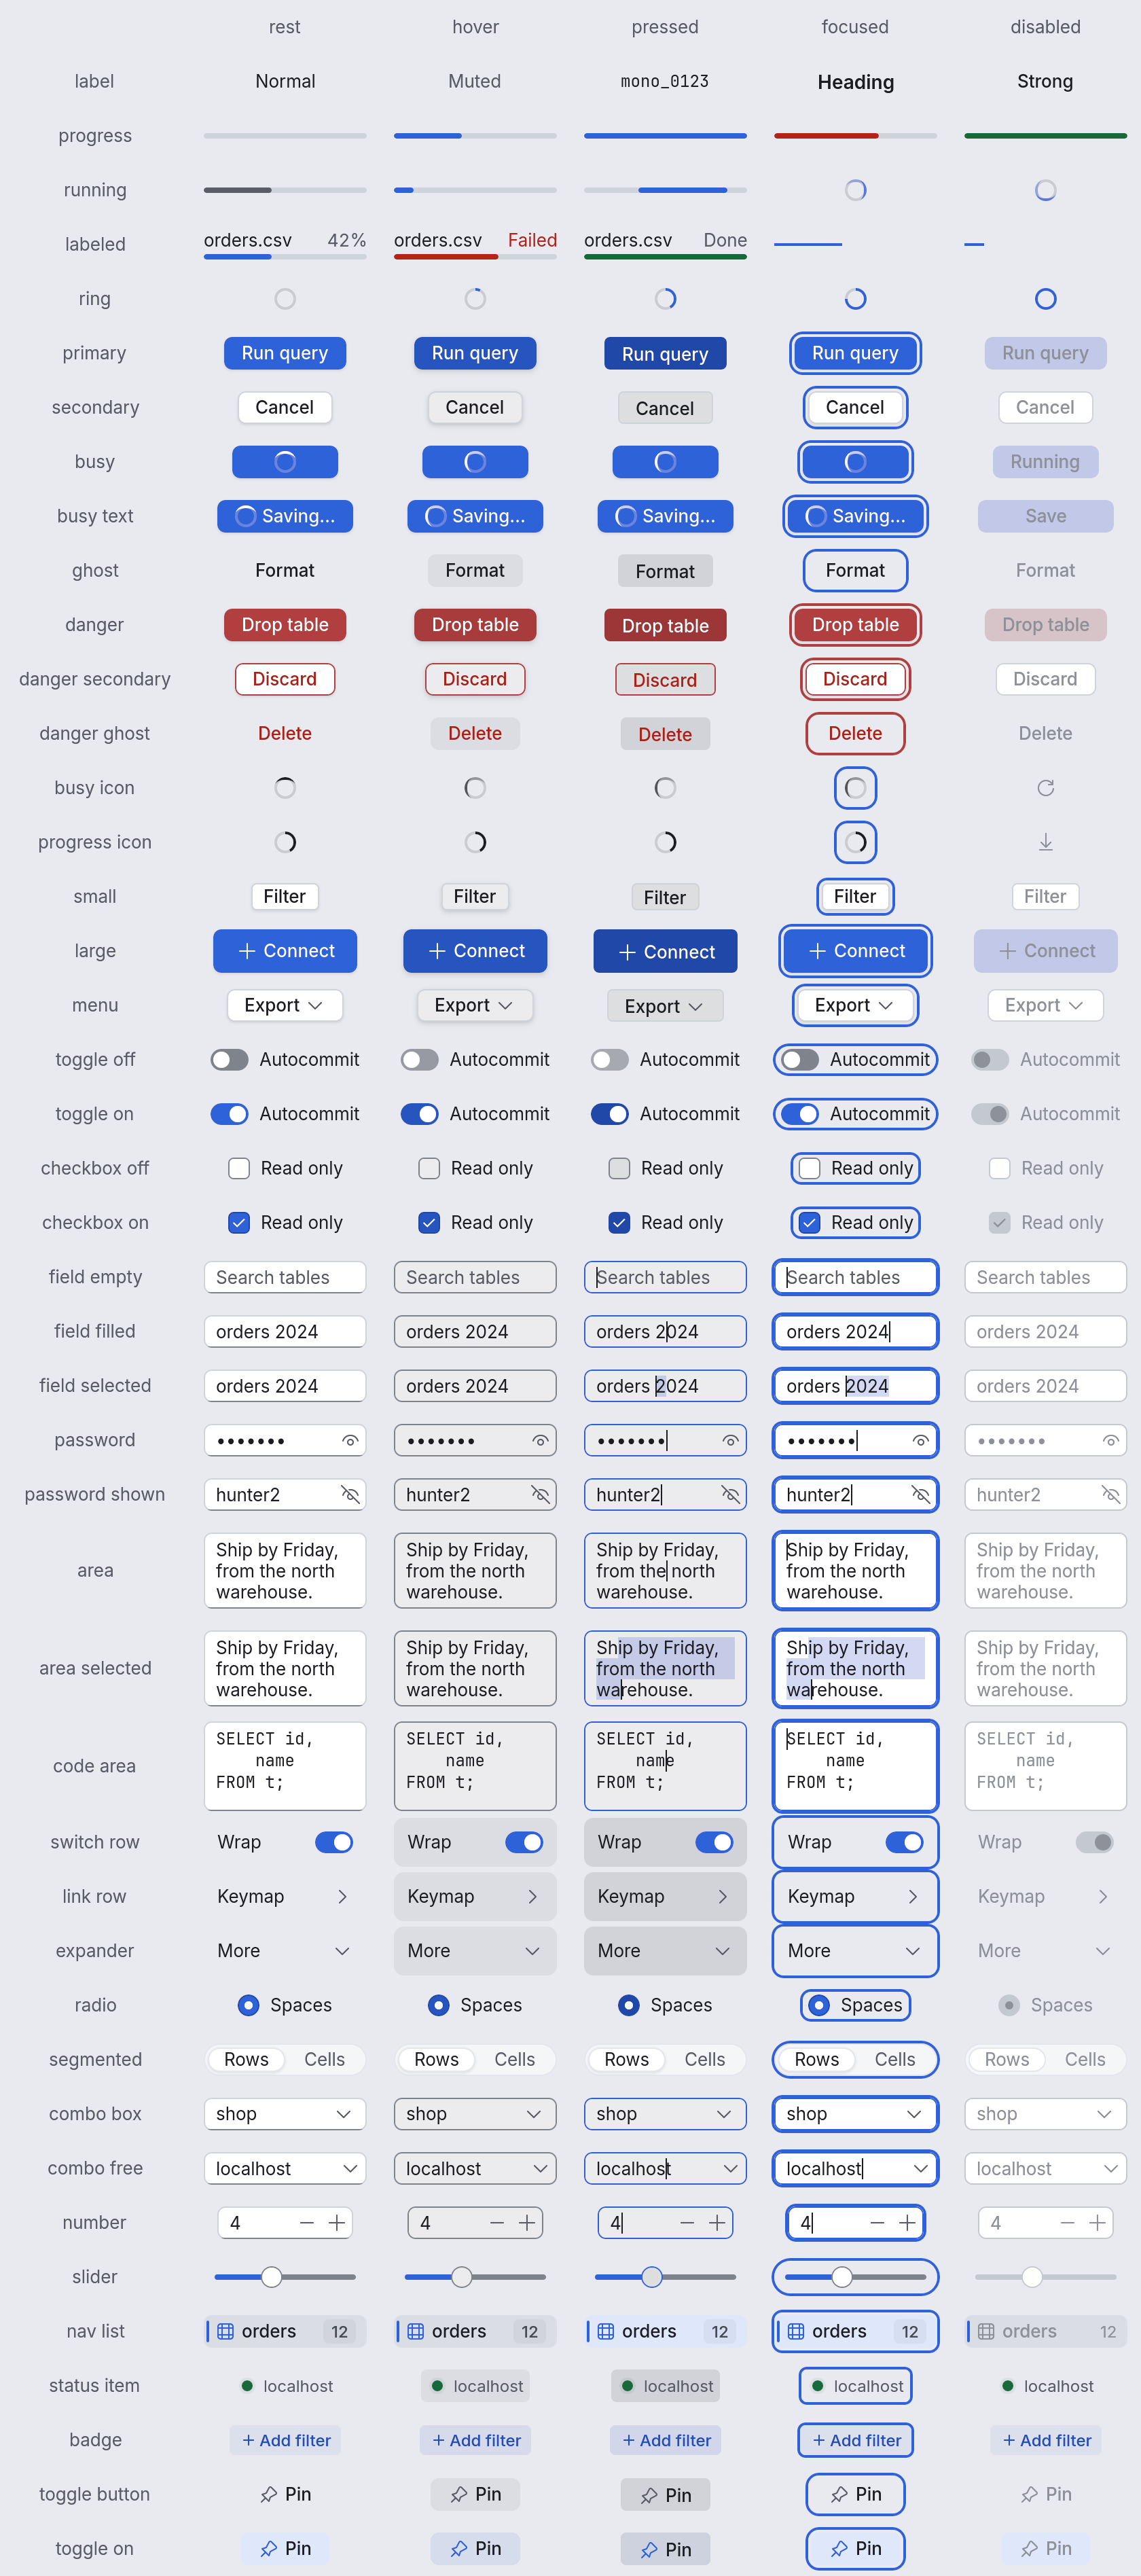 rest hover pressed focused disabled
label Normal Muted mono_0123 Heading Strong
progress
running
labeled orders.csv 42% orders.csv Failed orders.csv Done
ring
primary Run query Run query Run query Run query Run query
secondary Cancel Cancel Cancel Cancel Cancel
busy Running
busy text Saving... Saving... Saving... Saving... Save
ghost Format Format Format Format Format
danger Drop table Drop table Drop table Drop table Drop table
danger secondary Discard Discard Discard Discard Discard
danger ghost Delete Delete Delete Delete Delete
busy icon
progress icon
small Filter Filter Filter Filter Filter
large + Connect + Connect + Connect + Connect + Connect
menu Export Export Export Export Export
toggle off Autocommit Autocommit Autocommit Autocommit Autocommit
toggle on Autocommit Autocommit Autocommit Autocommit Autocommit
checkbox off Read only Read only Read only Read only Read only
checkbox on Read only Read only Read only Read only Read only
field empty Search tables Search tables Search tables Search tables Search tables
field filled orders 2024 orders 2024 orders 2024 orders 2024 orders 2024
field selected orders 2024 orders 2024 orders 2024 orders 2024 orders 2024
password ••••••• ••••••• ••••••• ••••••• •••••••
password shown hunter2 hunter2 hunter2 hunter2 hunter2
Ship by Friday, Ship by Friday, Ship by Friday, Ship by Friday, Ship by Friday,
area from the north from the north from the north from the north from the north
warehouse. warehouse. warehouse. warehouse. warehouse.
Ship by Friday, Ship by Friday, Ship by Friday, Ship by Friday, Ship by Friday,
area selected from the north from the north from the north from the north from the north
warehouse. warehouse. warehouse. warehouse. warehouse.
SELECT id, SELECT id, SELECT id, SELECT id, SELECT id,
code area name name name name name
FROM t; FROM t; FROM t; FROM t; FROM t;
switch row Wrap Wrap Wrap Wrap Wrap
link row Keymap Keymap Keymap Keymap Keymap
expander More More More More More
radio Spaces Spaces Spaces Spaces Spaces
segmented Rows Cells Rows Cells Rows Cells Rows Cells Rows Cells
combo box shop shop shop shop shop
combo free localhost localhost localhost localhost localhost
number 4 − + 4 − + 4 − + 4 − + 4 − +
slider
nav list orders 12 orders 12 orders 12 orders 12 orders 12
status item localhost localhost localhost localhost localhost
badge + Add filter + Add filter + Add filter + Add filter + Add filter
toggle button Pin Pin Pin Pin Pin
toggle on Pin Pin Pin Pin Pin